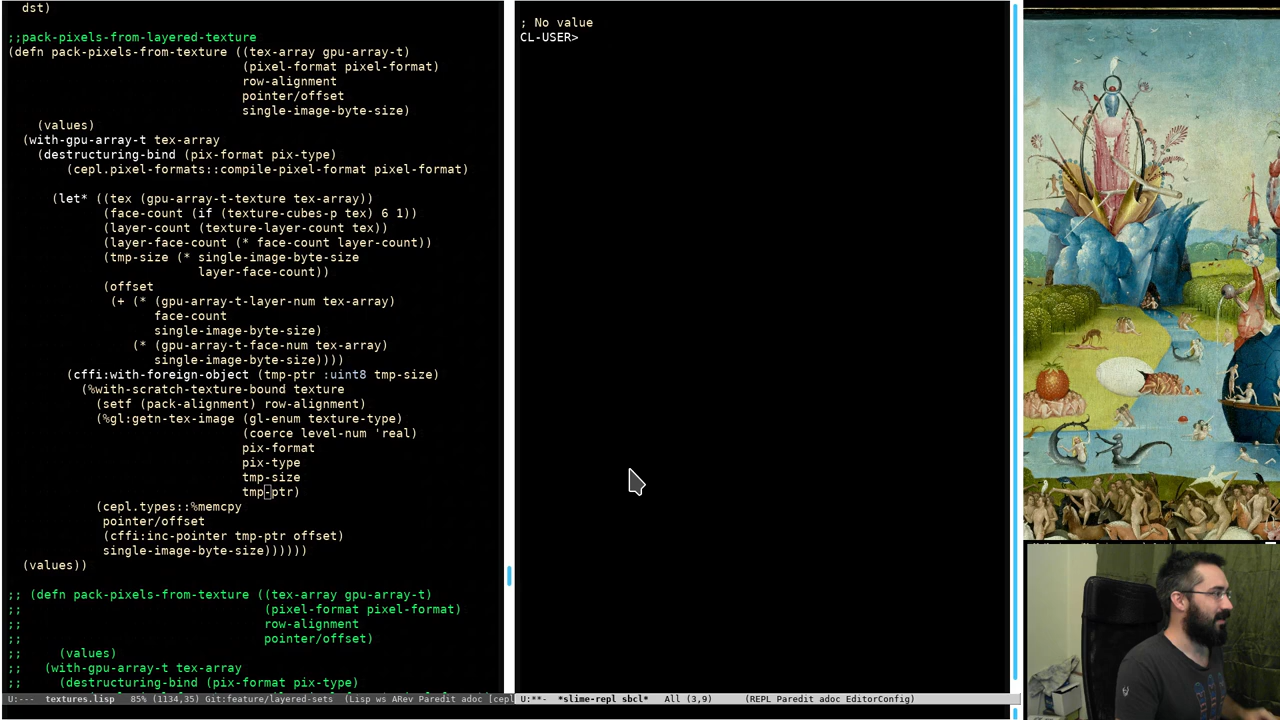 dst)
;;pack-pixels-from-layered-texture
(defn pack-pixels-from-texture ((tex-array gpu-array-t)
(pixel-format pixel-format)
row-alignment
pointer/offset
single-image-byte-size)
(values)
(with-gpu-array-t tex-array
(destructuring-bind (pix-format pix-type)
(cepl.pixel-formats::compile-pixel-format pixel-format)
(let* ((tex (gpu-array-t-texture tex-array))
(face-count (if (texture-cubes-p tex) 6 1))
(layer-count (texture-layer-count tex))
(layer-face-count (* face-count layer-count))
(tmp-size (* single-image-byte-size
layer-face-count))
(offset
(+ (* (gpu-array-t-layer-num tex-array)
face-count
single-image-byte-size)
(* (gpu-array-t-face-num tex-array)
single-image-byte-size))))
(cffi:with-foreign-object (tmp-ptr :uint8 tmp-size)
(%with-scratch-texture-bound texture
(setf (pack-alignment) row-alignment)
(%gl:getn-tex-image (gl-enum texture-type)
(coerce level-num 'real)
pix-format
pix-type
tmp-size
tmp-ptr)
(cepl.types::%memcpy
pointer/offset
(cffi:inc-pointer tmp-ptr offset)
single-image-byte-size))))))
(values))
;; (defn pack-pixels-from-texture ((tex-array gpu-array-t)
;; (pixel-format pixel-format)
;; row-alignment
;; pointer/offset)
;; (values)
;; (with-gpu-array-t tex-array
;; (destructuring-bind (pix-format pix-type)
U:--- textures.lisp 85% (1134,35) Git:feature/layered-sets (Lisp ws ARev Paredit adoc [cepl
; No value
CL-USER>
U:**- *slime-repl sbcl* All (3,9) (REPL Paredit adoc EditorConfig)